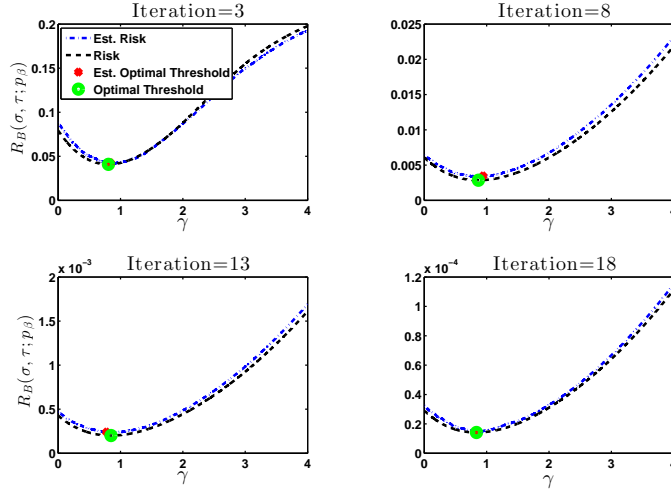 Iteration=3
0.2
0.15
0.1
0.05
0
R_B(σ, τ; p_β)
Est. Risk
Risk
Est. Optimal Threshold
Optimal Threshold
0 1 2 3 4
γ
Iteration=8
0.025
0.02
0.015
0.01
0.005
0
0 1 2 3 4
γ
x 10⁻³
Iteration=13
2
1.5
1
0.5
0
R_B(σ, τ; p_β)
0 1 2 3 4
γ
x 10⁻⁴
Iteration=18
1.2
1
0.8
0.6
0.4
0.2
0
0 1 2 3 4
γ